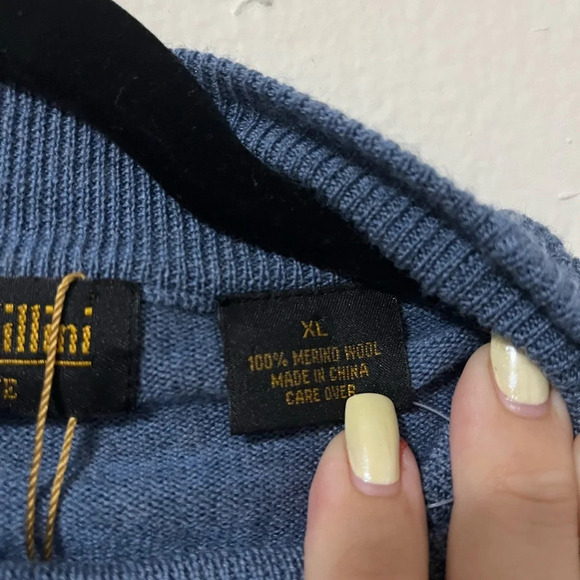 XL
100% MERINO WOOL
MADE IN CHINA
CARE OVER